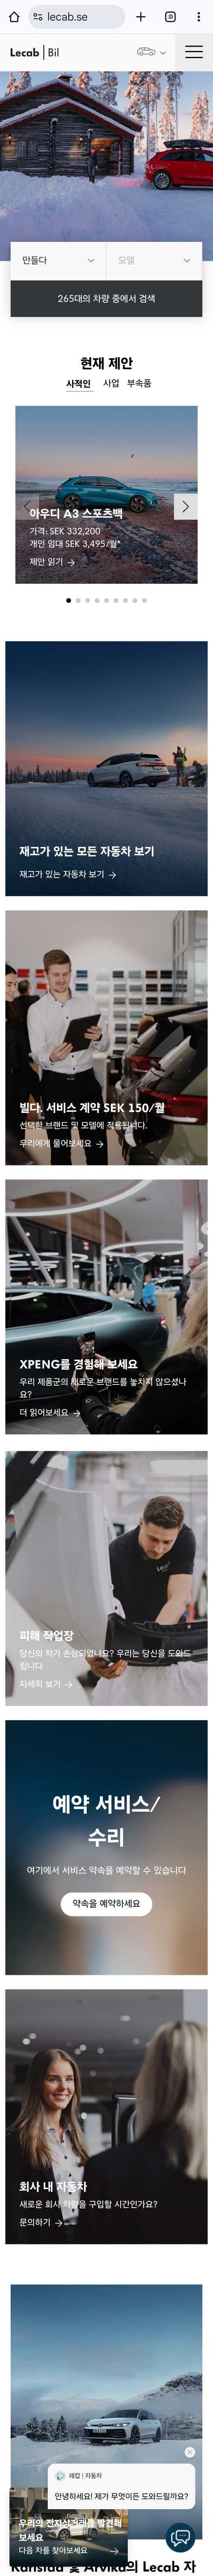 lecab.se
:D
Lecab | Bil
만들다
모델
265대의 차량 중에서 검색
현재 제안
사적인 사업 부속품
아우디 A3 스포츠백
가격: SEK 332,200
개인 임대 SEK 3,495/월*
제안 읽기 →
재고가 있는 모든 자동차 보기
재고가 있는 자동차 보기 →
빌다. 서비스 계약 SEK 150/월
선택한 브랜드 및 모델에 적용됩니다.
우리에게 물어보세요 →
XPENG를 경험해 보세요
우리 제품군의 새로운 브랜드를 놓치지 않으셨나
요?
더 읽어보세요 →
피해 작업장
당신의 차가 손상되었나요? 우리는 당신을 도와드
립니다
자세히 보기 →
예약 서비스/
수리
여기에서 서비스 약속을 예약할 수 있습니다
약속을 예약하세요
회사 내 자동차
새로운 회사 차량을 구입할 시간인가요?
문의하기 →
레캅 | 자동차
안녕하세요! 제가 무엇이든 도와드릴까요?
우리의 전자상거래를 발견해
보세요
다음 차를 찾아보세요 →
Karlstad 및 Arvika의 Lecab 자